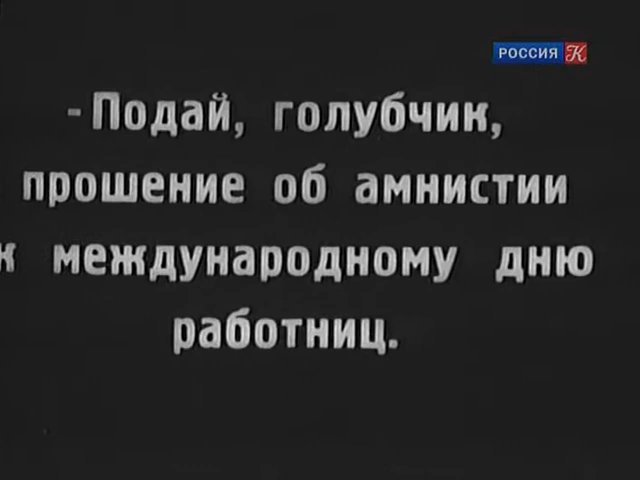 РОССИЯ К
-Подай, голубчик,
прошение об амнистии
к международному дню
работниц.